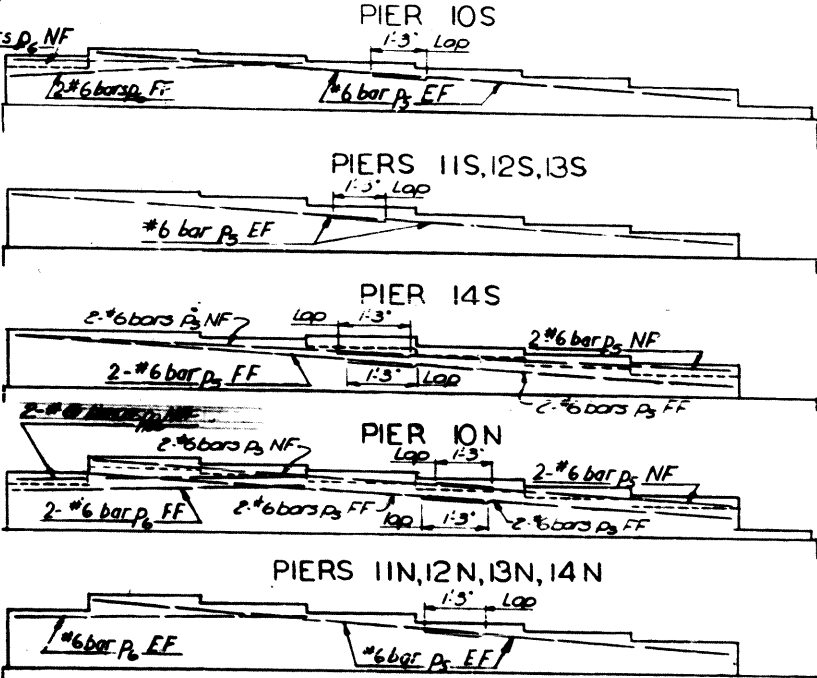 PIER 10S
p6 NF
1'-3" Lap
2-#6 bars p6 FF
#6 bar p5 EF
PIERS 11S, 12S, 13S
1'-3" Lap
#6 bar p5 EF
PIER 14S
2-#6 bars p5 NF
Lap 1'-3"
2 #6 bar p5 NF
2-#6 bar p5 FF
1'-3" Lap
2-#6 bars p5 FF
2-#
PIER 10N
2-#6 bars p5 NF
Lap 1'-3"
2-#6 bar p5 NF
2-#6 bar p6 FF
2-#6 bars p5 FF
lap 1'-3"
2-#6 bars p5 FF
PIERS 11N, 12N, 13N, 14N
1'-3" Lap
#6 bar p6 EF
#6 bar p5 EF